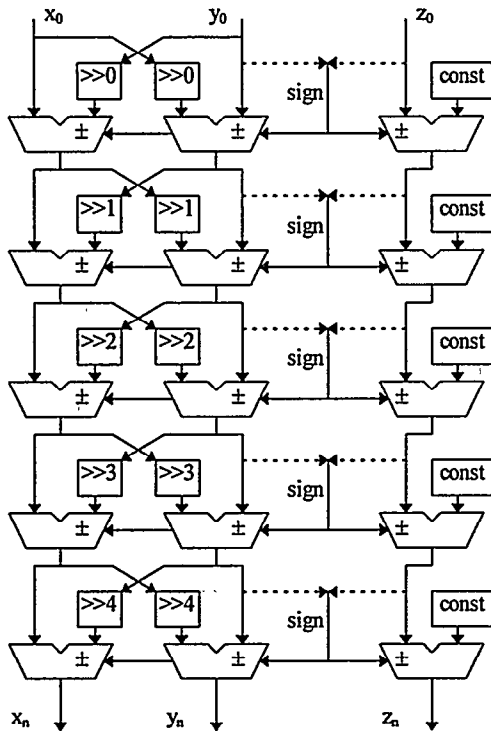 x0 y0 z0
>>0 >>0 sign const
± ± ±
>>1 >>1 sign const
± ± ±
>>2 >>2 sign const
± ± ±
>>3 >>3 sign const
± ± ±
>>4 >>4 sign const
± ± ±
xn yn zn